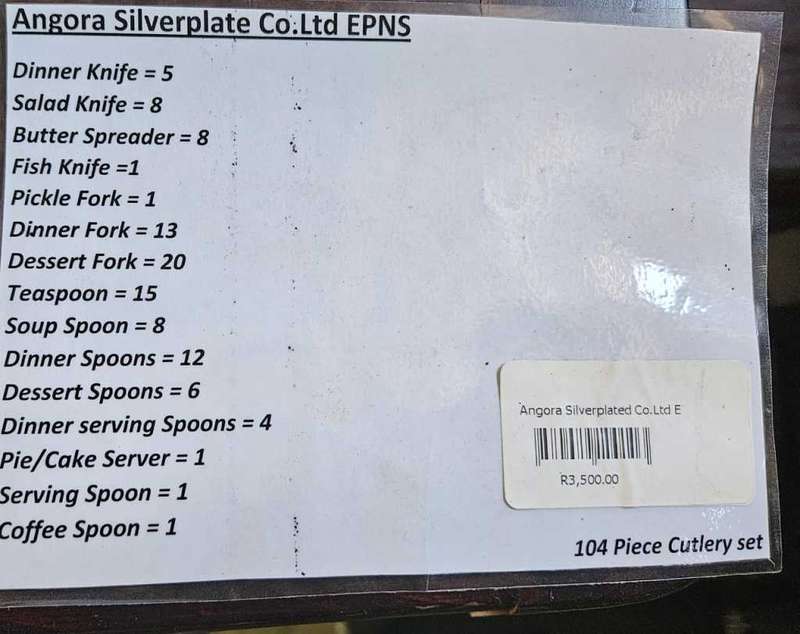 Angora Silverplate Co.Ltd EPNS
Dinner Knife = 5
Salad Knife = 8
Butter Spreader = 8
Fish Knife =1
Pickle Fork = 1
Dinner Fork = 13
Dessert Fork = 20
Teaspoon = 15
Soup Spoon = 8
Dinner Spoons = 12
Dessert Spoons = 6
Dinner serving Spoons = 4
Pie/Cake Server = 1
Serving Spoon = 1
Coffee Spoon = 1
Angora Silverplated Co.Ltd E
R3,500.00
104 Piece Cutlery set